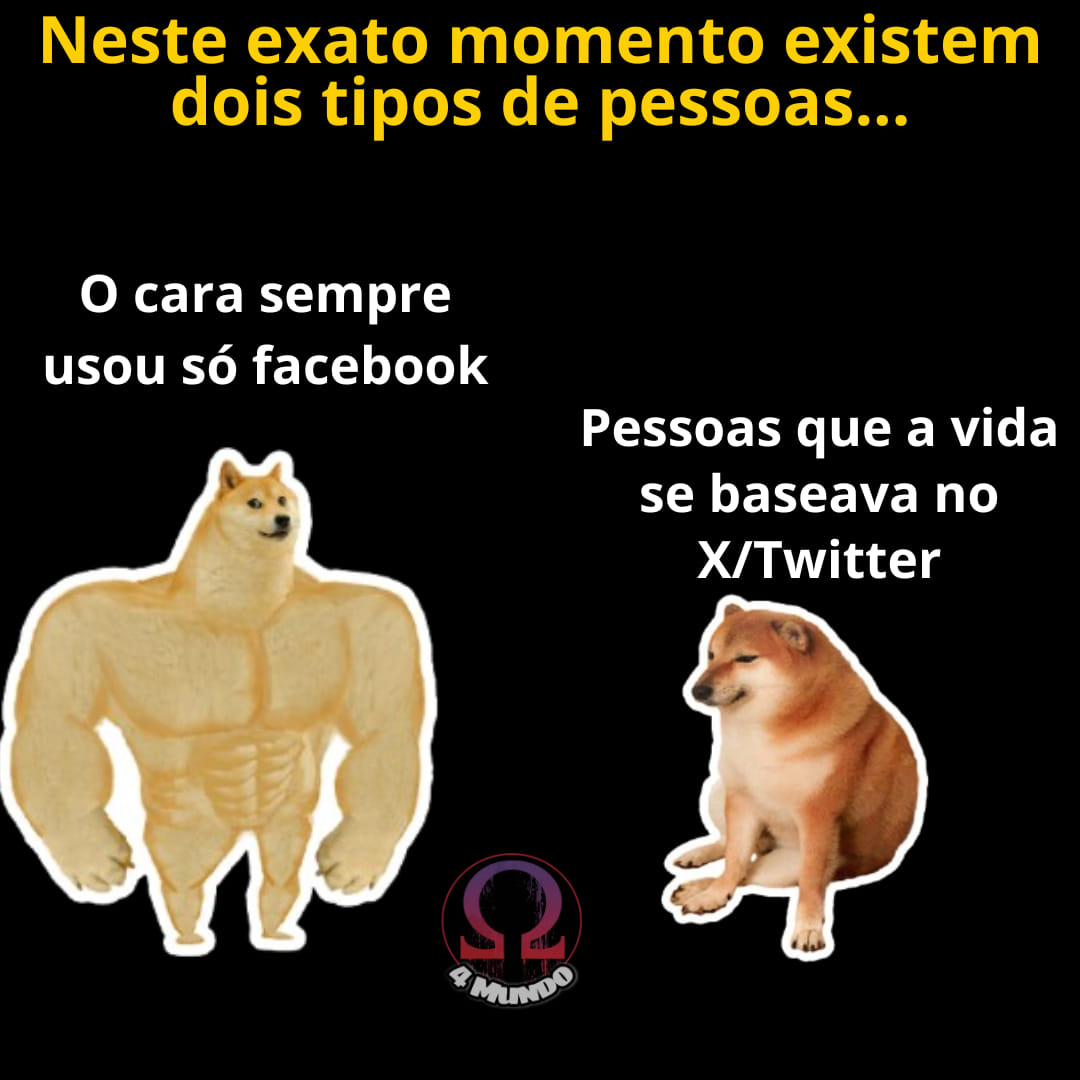 Neste exato momento existem
dois tipos de pessoas...
O cara sempre
usou só facebook
Pessoas que a vida
se baseava no
X/Twitter
Ω
4 MUNDO